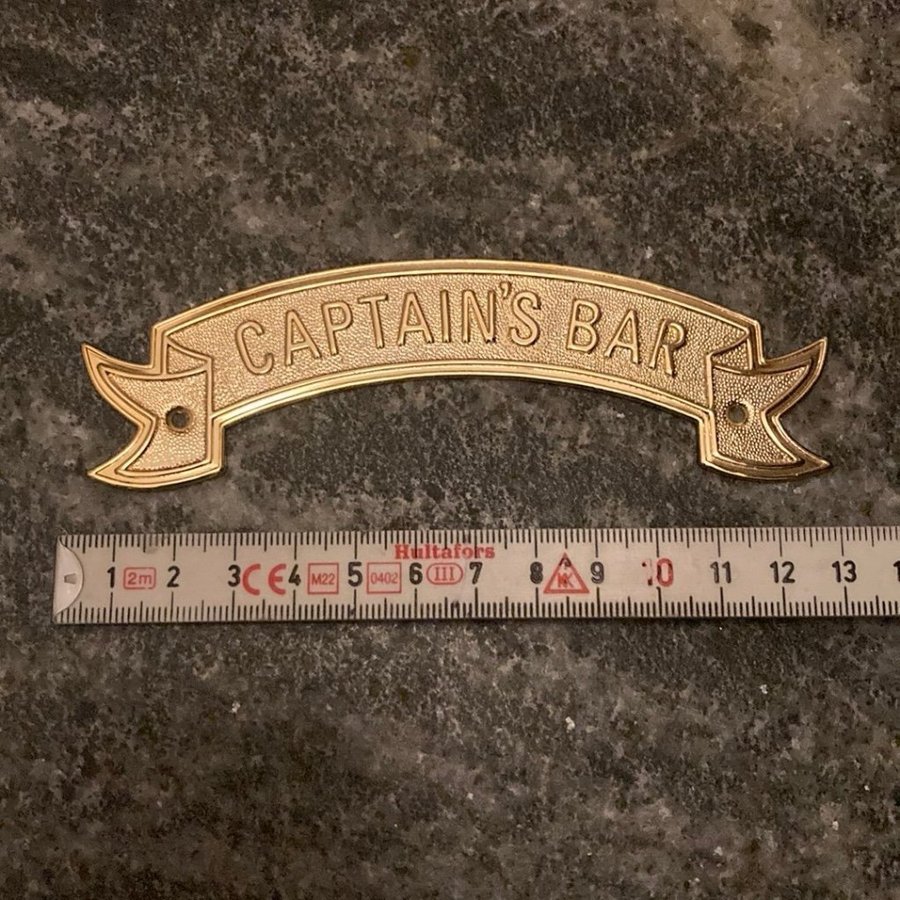 CAPTAIN'S BAR
Hultafors
1 2m 2 3 CE 4 M22 5 0402 6 III 7 8 9 10 11 12 13